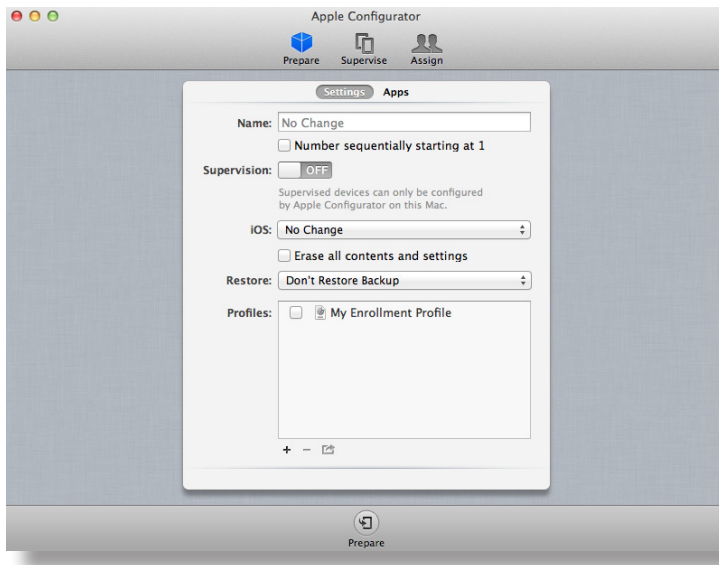 Apple Configurator
Prepare Supervise Assign
Settings Apps
Name: No Change
Number sequentially starting at 1
Supervision: OFF
Supervised devices can only be configured
by Apple Configurator on this Mac.
iOS: No Change
Erase all contents and settings
Restore: Don't Restore Backup
Profiles: My Enrollment Profile
Prepare